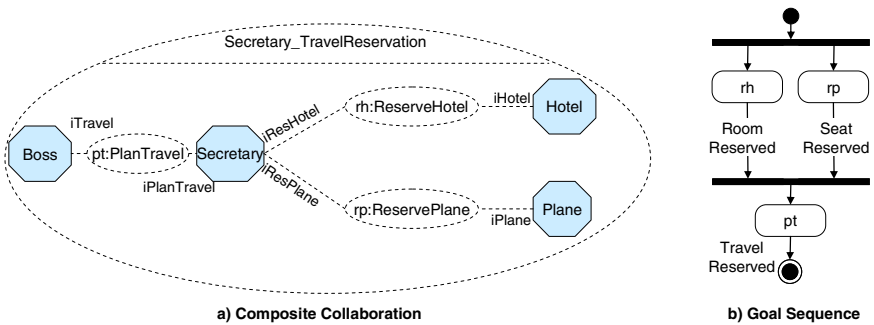 Secretary_TravelReservation
iTravel
Boss
pt:PlanTravel
iPlanTravel
Secretary
iResHotel
iResPlane
rh:ReserveHotel
iHotel
Hotel
rp:ReservePlane
iPlane
Plane
a) Composite Collaboration
rh
rp
Room
Reserved
Seat
Reserved
pt
Travel
Reserved
b) Goal Sequence